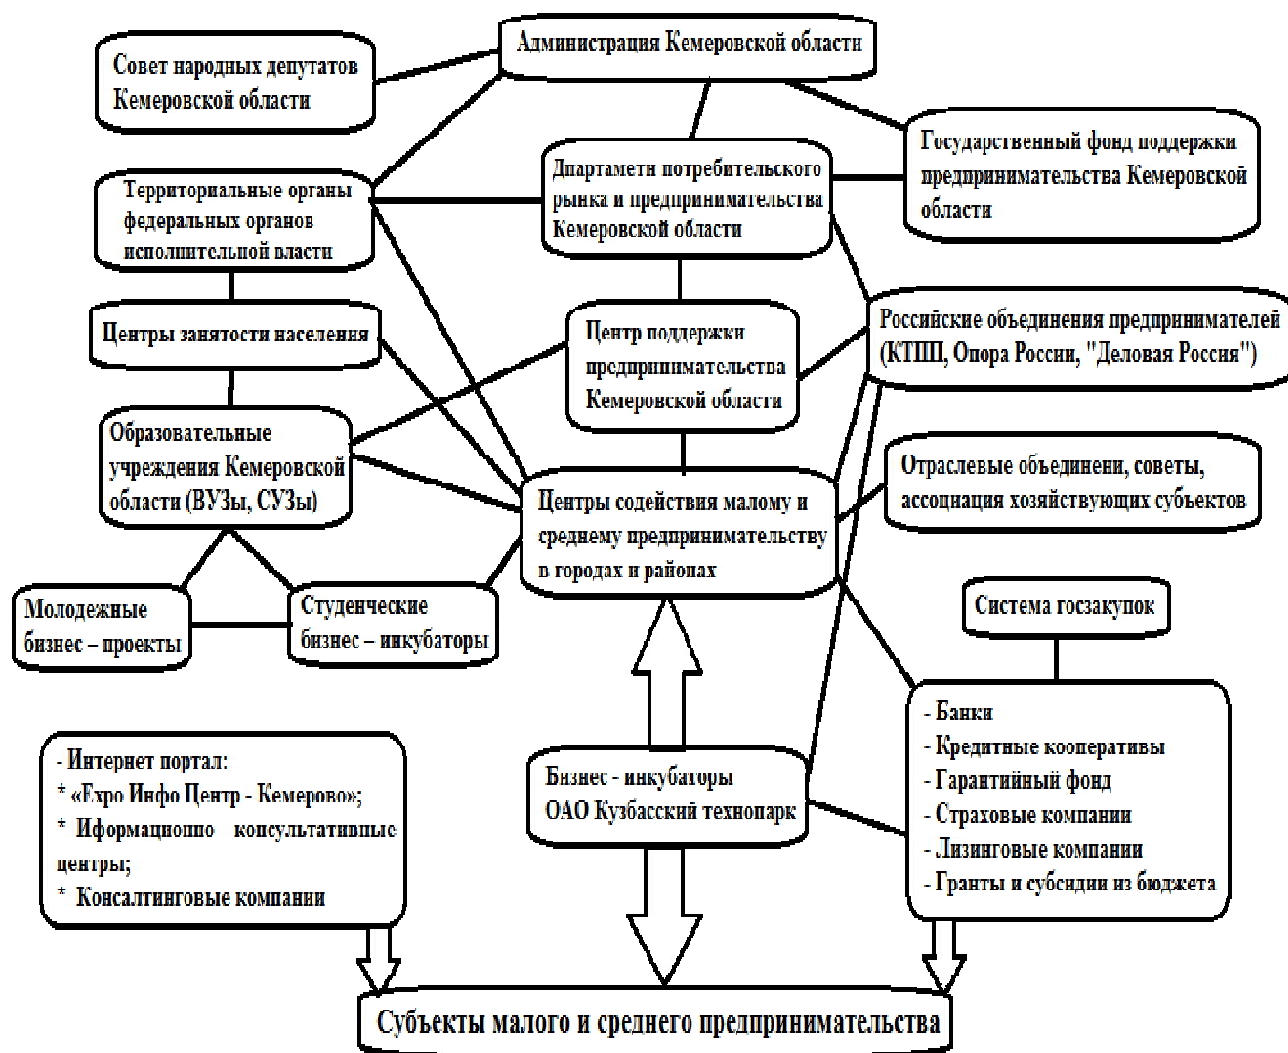 Администрация Кемеровской области
Совет народных депутатов
Кемеровской области
Государственный фонд поддержки
предпринимательства Кемеровской
области
Дпартаметн потребительского
рынка и предпринимательства
Кемеровской области
Территориальные органы
федеральных органов
исполнительной власти
Центры занятости населения
Центр поддержки
предпринимательства
Кемеровской области
Российские объединения предпринимателей
(КТПП, Опора России, "Деловая Россия")
Образовательные
учреждения Кемеровской
области (ВУЗы, СУЗы)
Отраслевые объединени, советы,
ассоциация хозяйствующих субъектов
Центры содействия малому и
среднему предпринимательству
в городах и районах
Молодежные
бизнес – проекты
Студенческие
бизнес – инкубаторы
Система госзакупок
- Банки
- Кредитные кооперативы
- Гарантийный фонд
- Страховые компании
- Лизинговые компании
- Гранты и субсидии из бюджета
- Интернет портал:
* «Expo Инфо Центр - Кемерово»;
* Иформационно консультативные
центры;
* Консалтинговые компании
Бизнес - инкубаторы
ОАО Кузбасский технопарк
Субъекты малого и среднего предпринимательства